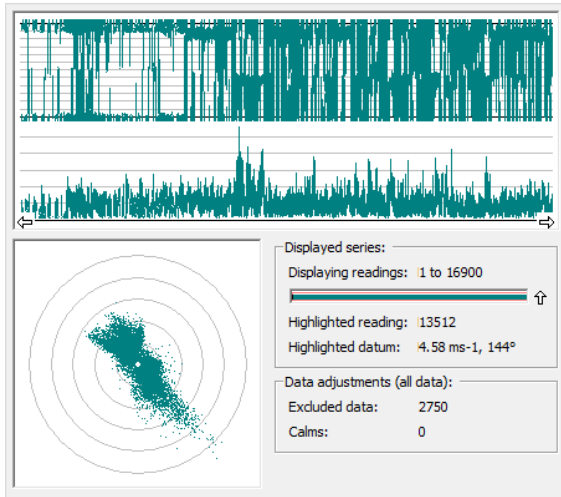 Displayed series:
Displaying readings: 1 to 16900
Highlighted reading: 13512
Highlighted datum: 4.58 ms-1, 144°
Data adjustments (all data):
Excluded data: 2750
Calms: 0